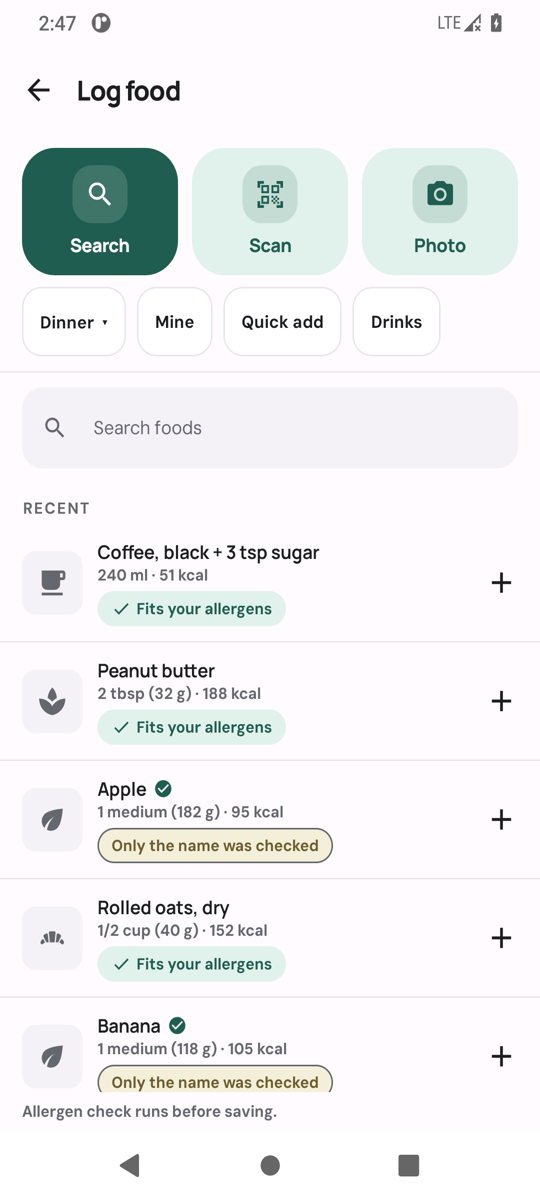 2:47
LTE
Log food
Search
Scan
Photo
Dinner ▾
Mine
Quick add
Drinks
Search foods
RECENT
Coffee, black + 3 tsp sugar
240 ml · 51 kcal
✓ Fits your allergens
Peanut butter
2 tbsp (32 g) · 188 kcal
✓ Fits your allergens
Apple
1 medium (182 g) · 95 kcal
Only the name was checked
Rolled oats, dry
1/2 cup (40 g) · 152 kcal
✓ Fits your allergens
Banana
1 medium (118 g) · 105 kcal
Only the name was checked
Allergen check runs before saving.